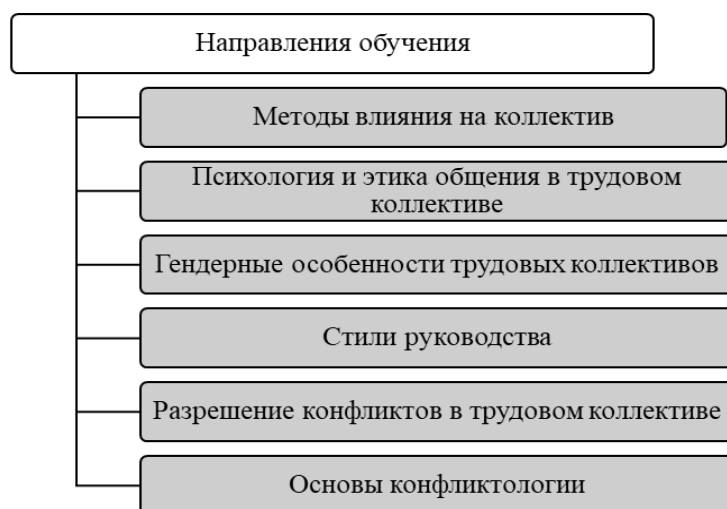 Направления обучения
Методы влияния на коллектив
Психология и этика общения в трудовом
коллективе
Гендерные особенности трудовых коллективов
Стили руководства
Разрешение конфликтов в трудовом коллективе
Основы конфликтологии